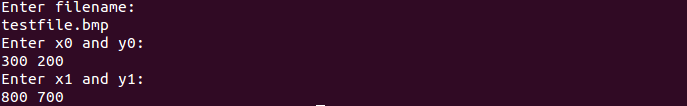 Enter filename:
testfile.bmp
Enter x0 and y0:
300 200
Enter x1 and y1:
800 700